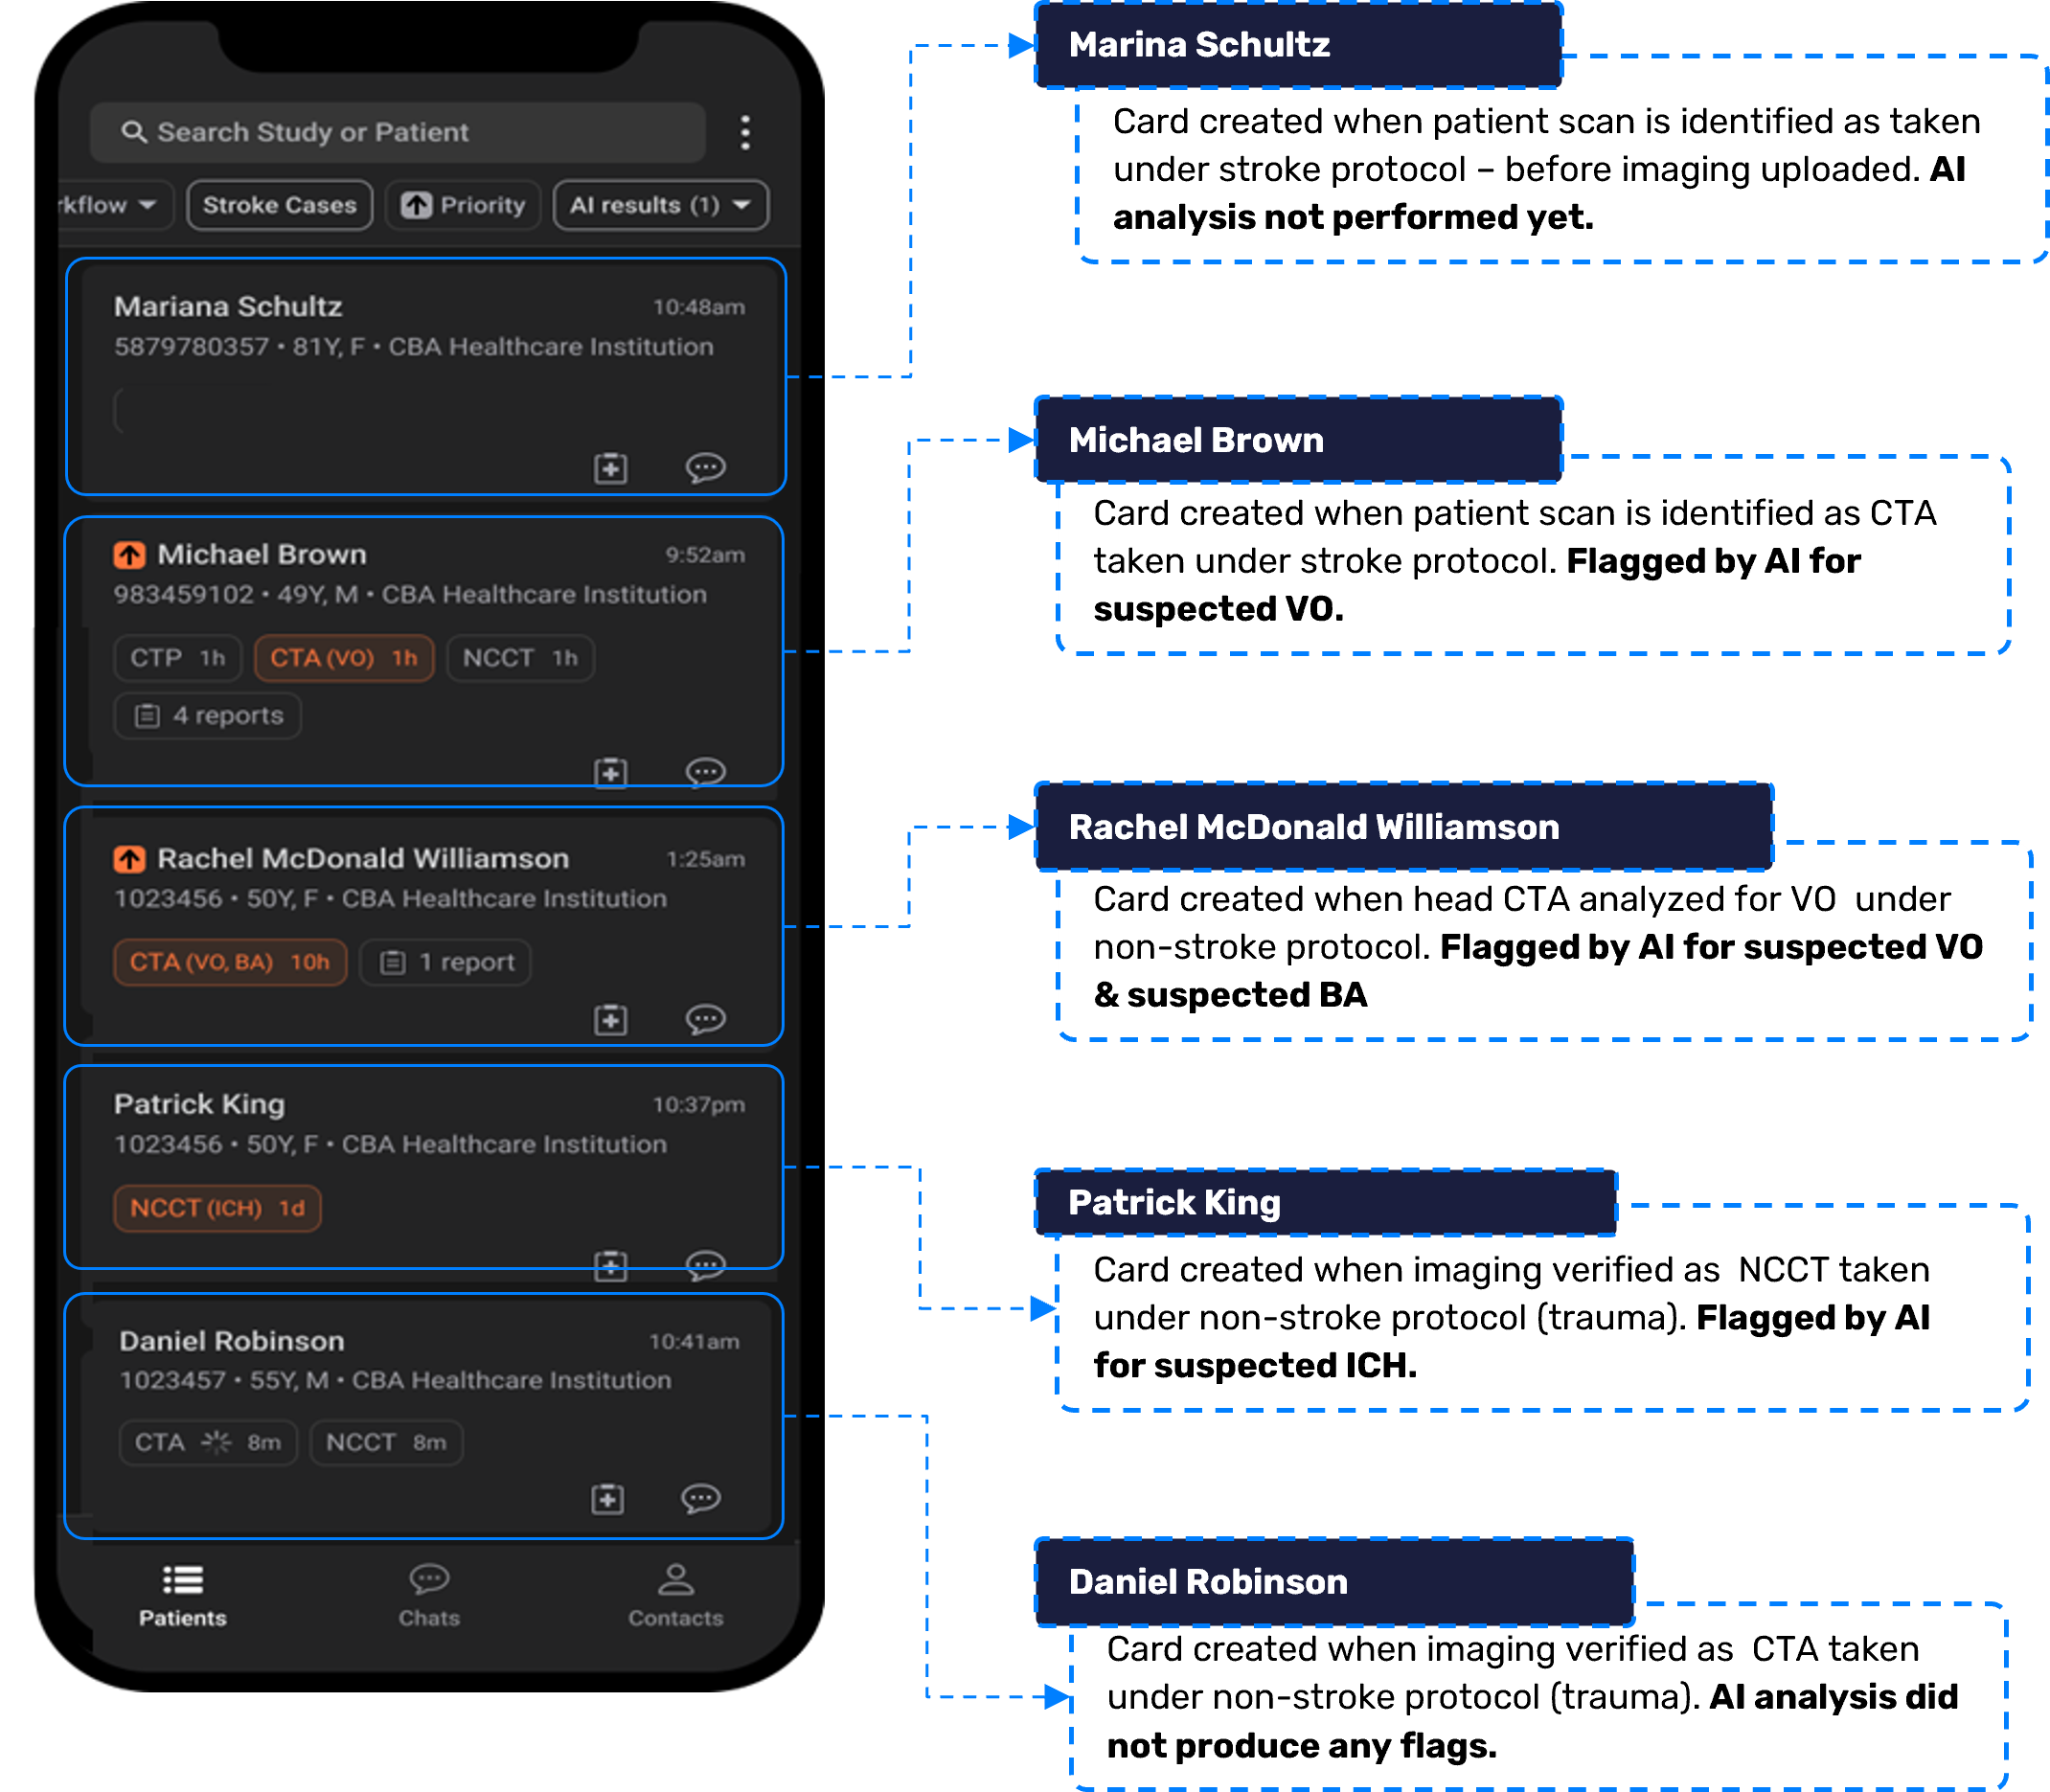 Search Study or Patient
rkflow
Stroke Cases
Priority
AI results (1)
Mariana Schultz
10:48am
5879780357 • 81Y, F • CBA Healthcare Institution
Michael Brown
9:52am
983459102 • 49Y, M • CBA Healthcare Institution
CTP 1h
CTA (VO) 1h
NCCT 1h
4 reports
Rachel McDonald Williamson
1:25am
1023456 • 50Y, F • CBA Healthcare Institution
CTA (VO, BA) 10h
1 report
Patrick King
10:37pm
1023456 • 50Y, F • CBA Healthcare Institution
NCCT (ICH) 1d
Daniel Robinson
10:41am
1023457 • 55Y, M • CBA Healthcare Institution
CTA 8m
NCCT 8m
Patients
Chats
Contacts
Marina Schultz
Card created when patient scan is identified as taken
under stroke protocol – before imaging uploaded. AI
analysis not performed yet.
Michael Brown
Card created when patient scan is identified as CTA
taken under stroke protocol. Flagged by AI for
suspected VO.
Rachel McDonald Williamson
Card created when head CTA analyzed for VO under
non-stroke protocol. Flagged by AI for suspected VO
& suspected BA
Patrick King
Card created when imaging verified as NCCT taken
under non-stroke protocol (trauma). Flagged by AI
for suspected ICH.
Daniel Robinson
Card created when imaging verified as CTA taken
under non-stroke protocol (trauma). AI analysis did
not produce any flags.